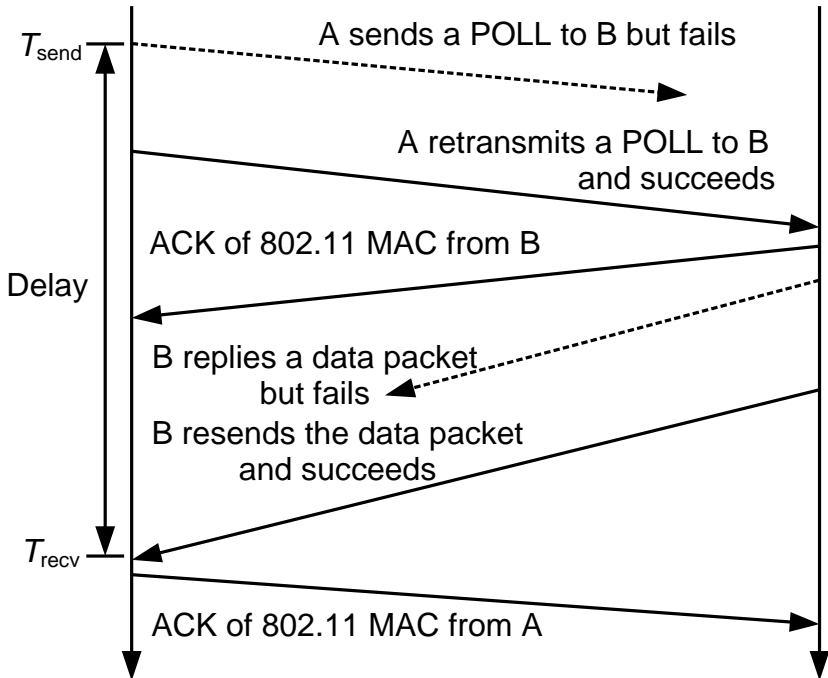 A sends a POLL to B but fails
Tsend
A retransmits a POLL to B
and succeeds
ACK of 802.11 MAC from B
Delay
B replies a data packet
but fails
B resends the data packet
and succeeds
Trecv
ACK of 802.11 MAC from A